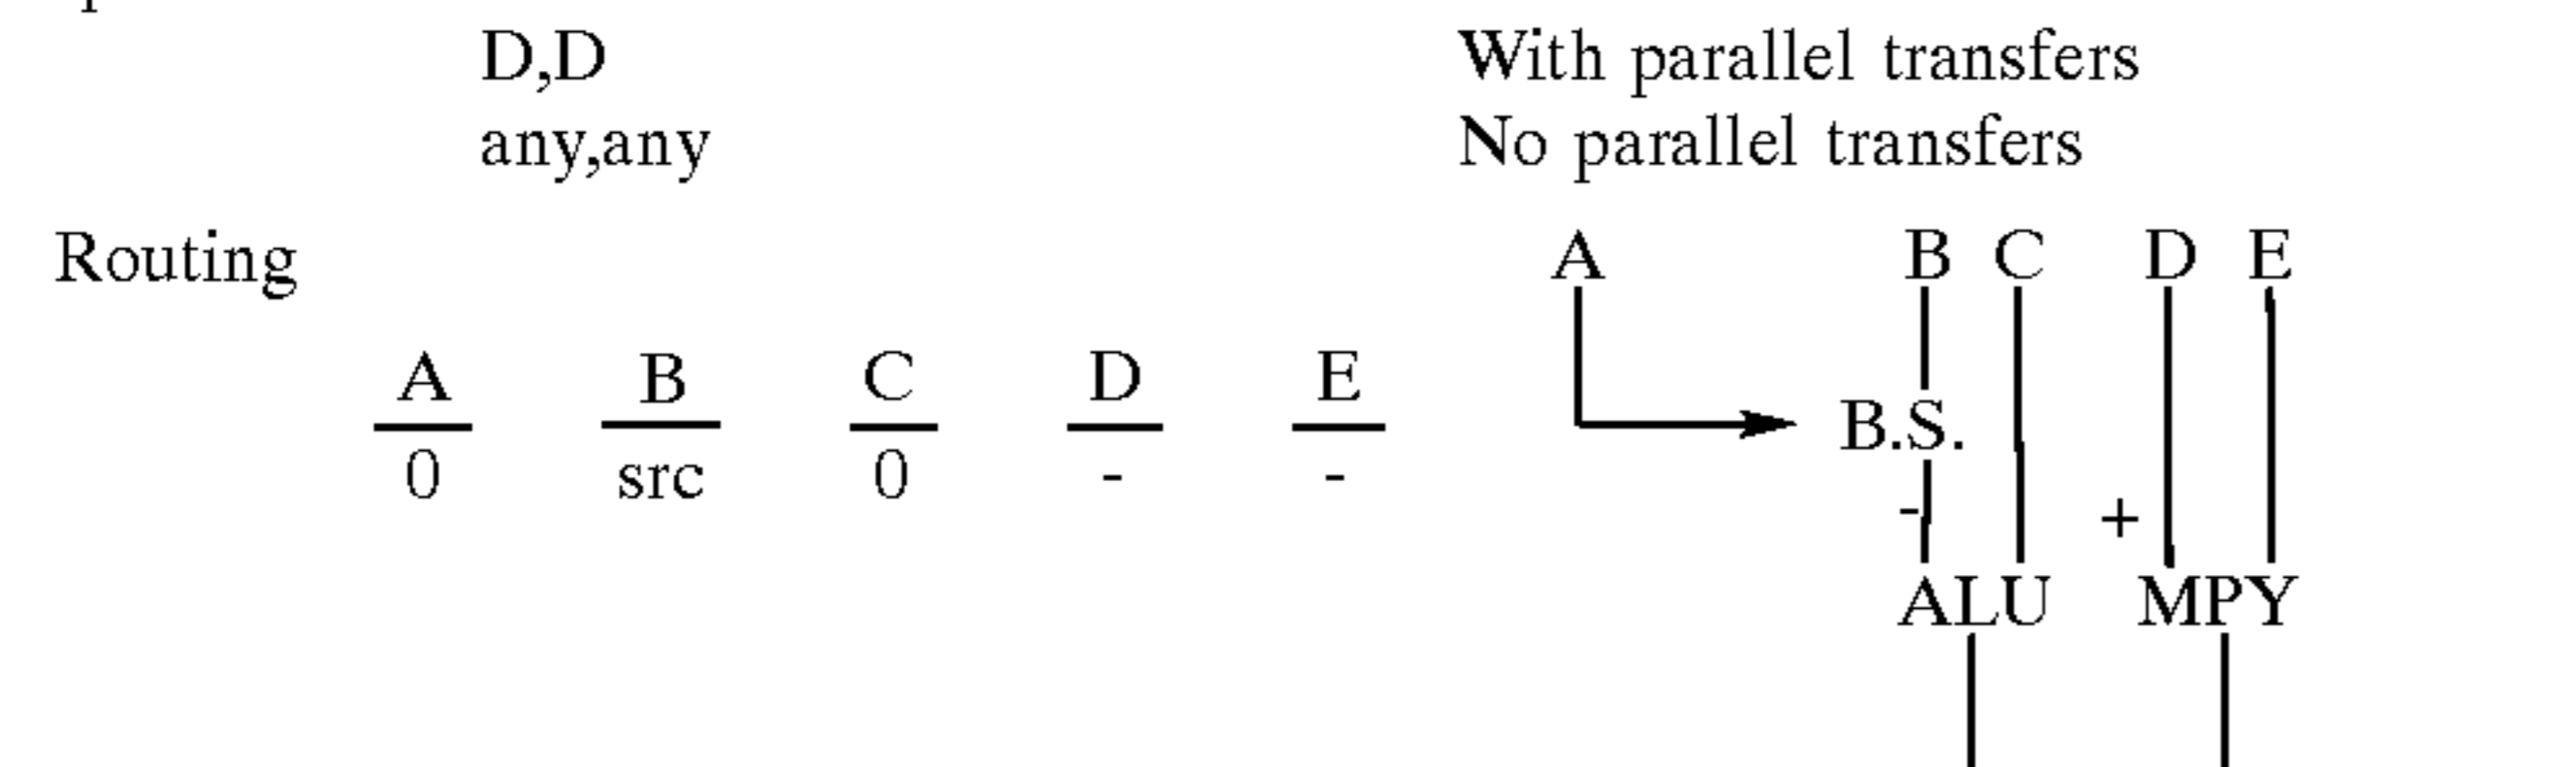 D,D With parallel transfers
any,any No parallel transfers
Routing A B C D E
A B C D E
B.S.
0 src 0 - -
- +
ALU MPY